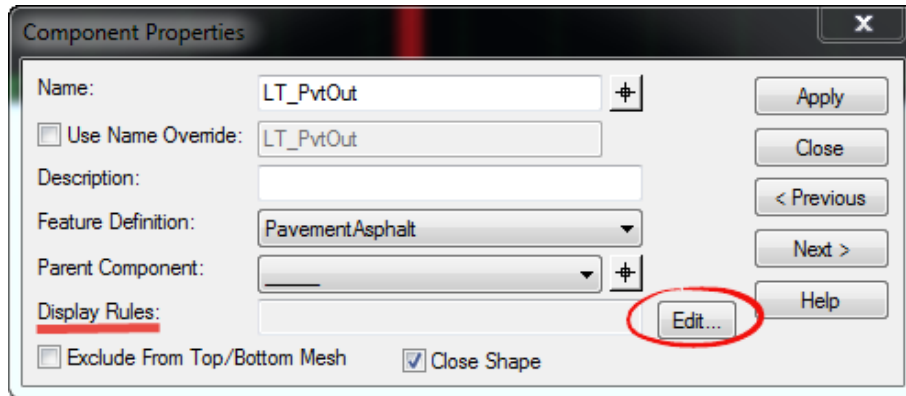 Component Properties
Name: LT_PvtOut Apply
Use Name Override: LT_PvtOut Close
Description: < Previous
Feature Definition: PavementAsphalt
Parent Component: Next >
Display Rules: Edit... Help
Exclude From Top/Bottom Mesh Close Shape